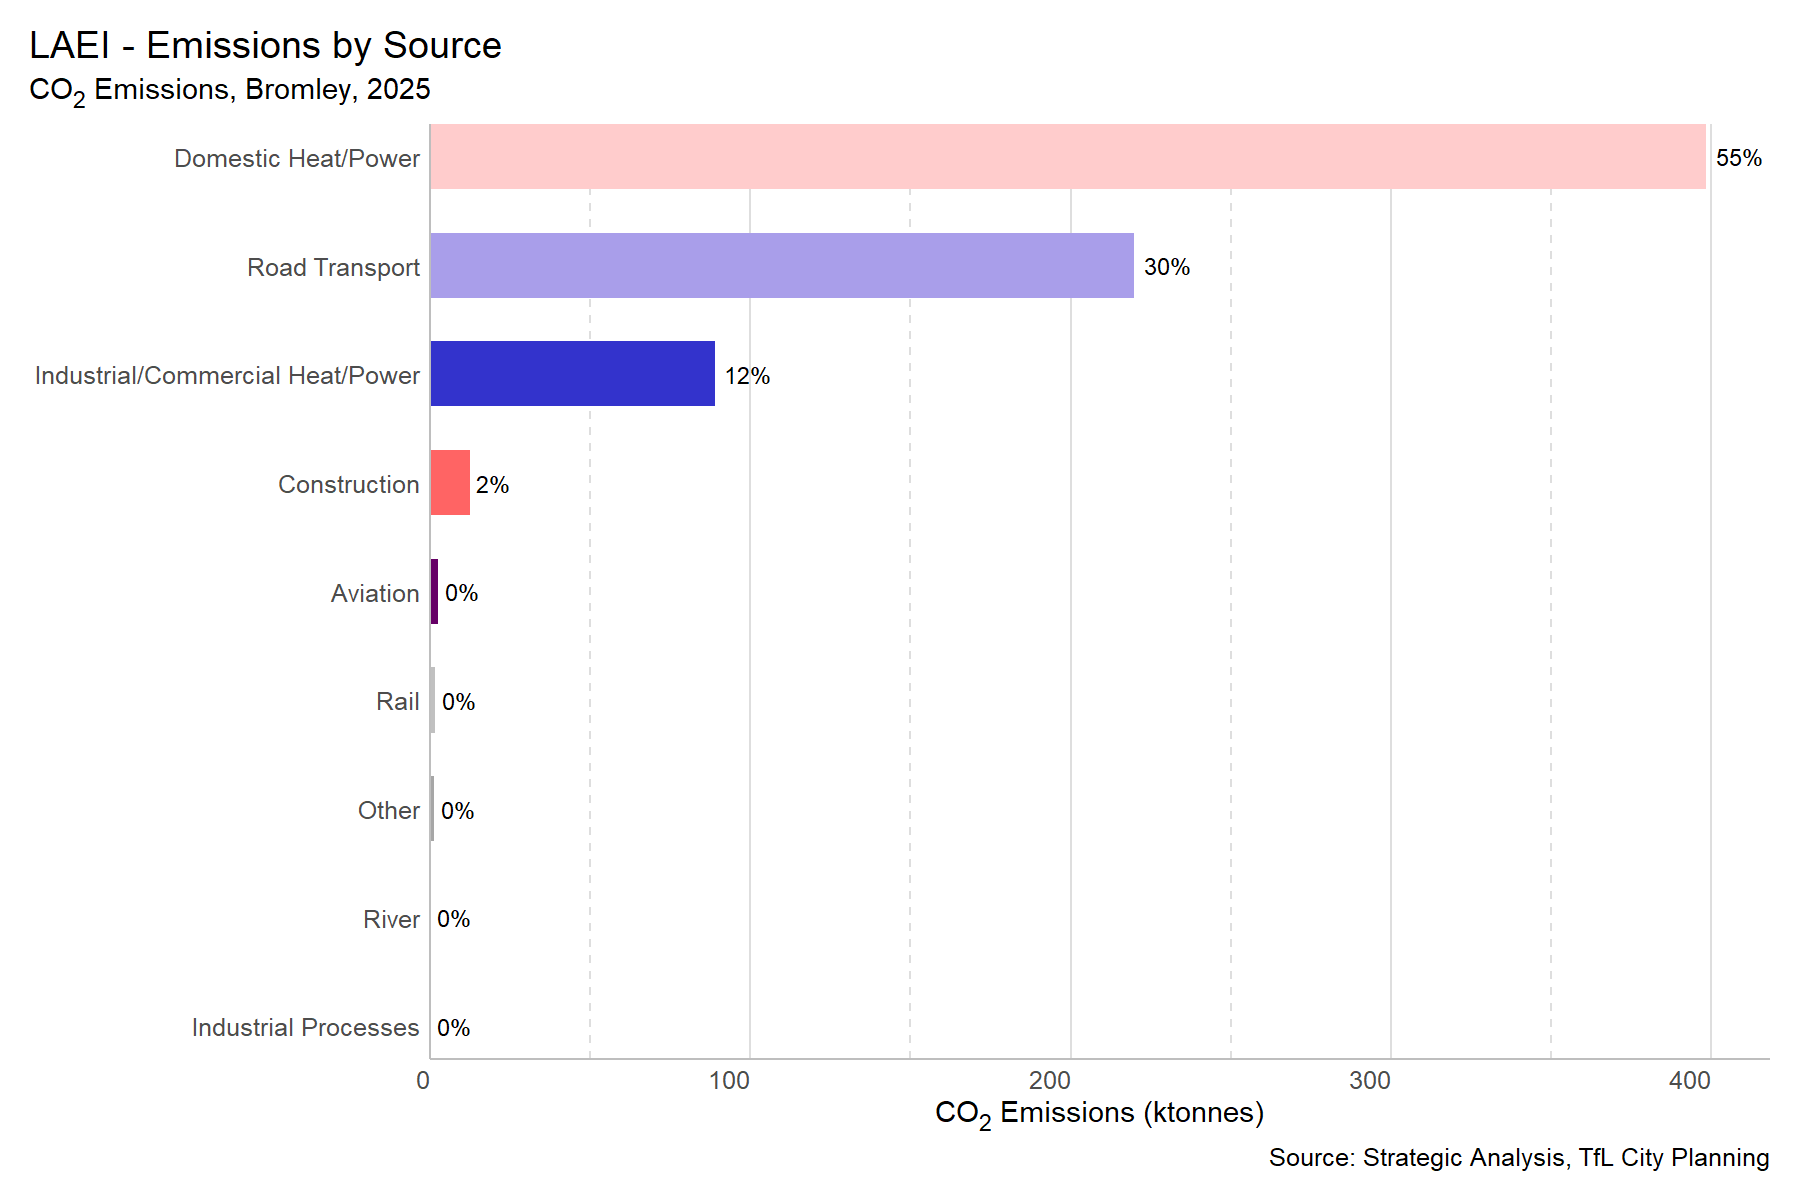 LAEI - Emissions by Source
CO₂ Emissions, Bromley, 2025
Domestic Heat/Power 55%
Road Transport 30%
Industrial/Commercial Heat/Power 12%
Construction 2%
Aviation 0%
Rail 0%
Other 0%
River 0%
Industrial Processes 0%
0 100 200 300 400
CO₂ Emissions (ktonnes)
Source: Strategic Analysis, TfL City Planning